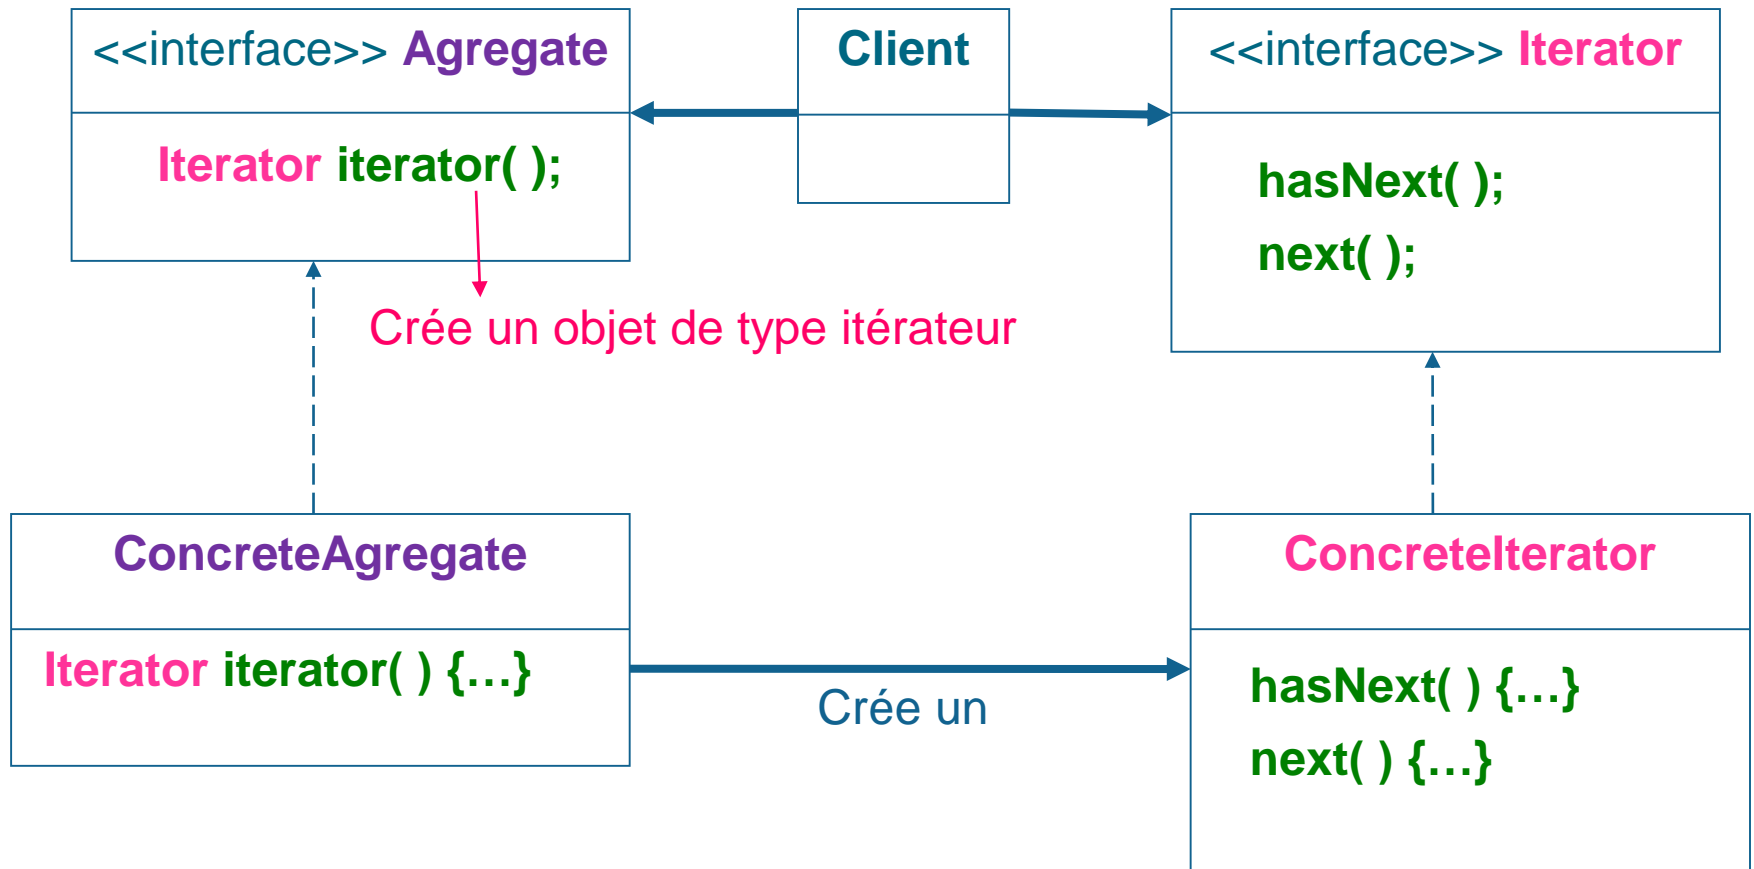 <<interface>> Agregate
Iterator iterator( );
Client
<<interface>> Iterator
hasNext( );
next( );
Crée un objet de type itérateur
ConcreteAgregate
Iterator iterator( ) {…}
Crée un
ConcreteIterator
hasNext( ) {…}
next( ) {…}